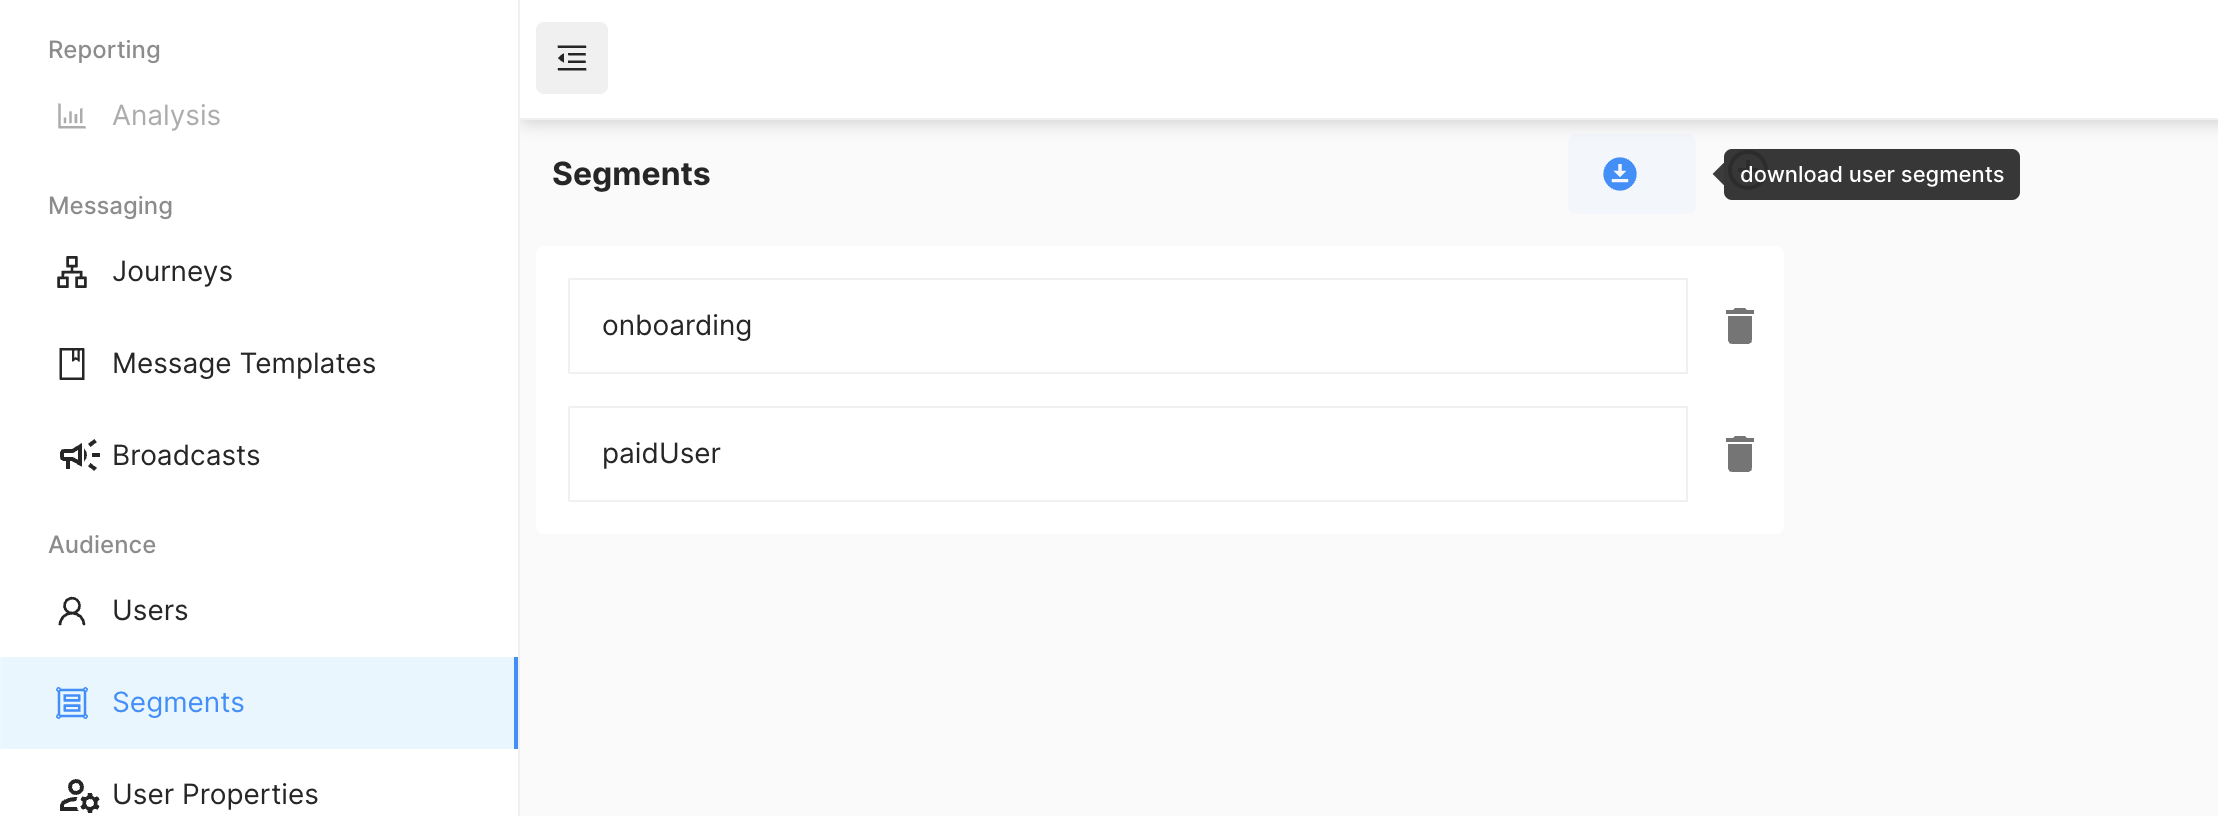 Reporting
Analysis
Messaging
Journeys
Message Templates
Broadcasts
Audience
Users
Segments
User Properties
Segments
download user segments
onboarding
paidUser